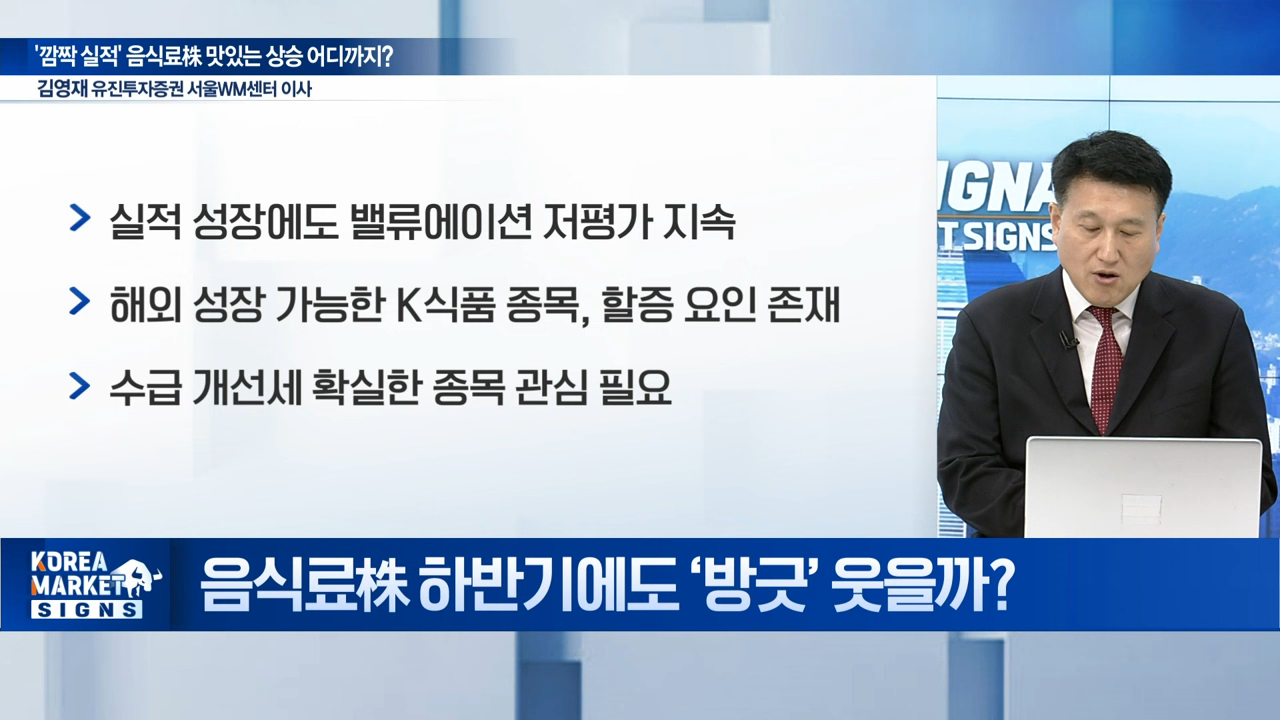 '깜짝 실적' 음식료株 맛있는 상승 어디까지?
김영재 유진투자증권 서울WM센터 이사
실적 성장에도 밸류에이션 저평가 지속
해외 성장 가능한 K식품 종목, 할증 요인 존재
수급 개선세 확실한 종목 관심 필요
IGNA
T SIGNS
KOREA
MARKET
SIGNS
음식료株 하반기에도 ‘방긋’ 웃을까?